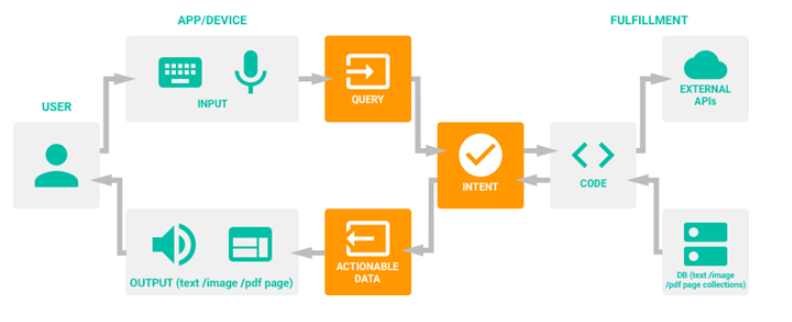 APP/DEVICE
FULFILLMENT
USER
INPUT
QUERY
INTENT
CODE
EXTERNAL
APIs
OUTPUT (text /image /pdf page)
ACTIONABLE
DATA
DB (text /image
/pdf page collections)